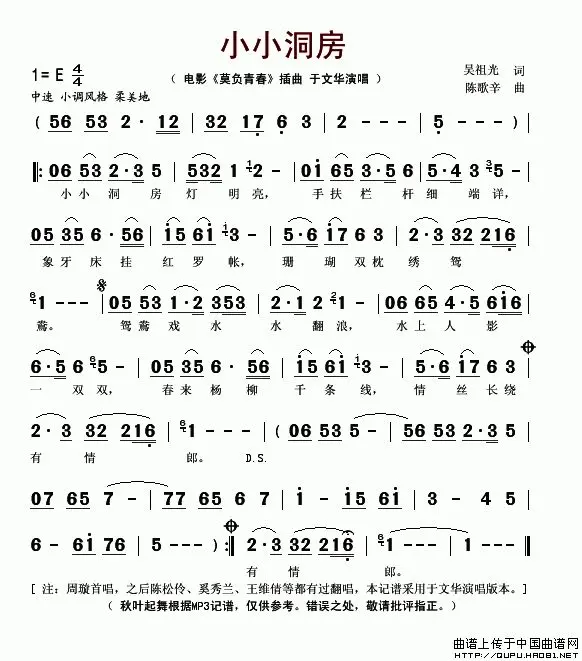 小小洞房
1= E 4/4
( 电影《莫负青春》插曲 于文华演唱 )
吴祖光 词
中速 小调风格 柔美地
陈歌辛 曲
( 56 53 2· 12 | 32 11 35 17 | 2 - - - | 5 - - - ) |
‖: 06 53 2·3 5 | 532 1 2 - | 01 65 3·5 6 | 5·4 3 5 - |
小小洞 房 灯 明亮, 手扶栏 杆细 端详,
05 35 6· 56 | 15 61 3 - | 5·6 17 6 3 | 2·3 32 216 |
象牙床挂 红罗帐, 珊瑚双枕 绣 鸳
1 - - - | 05 53 1·2 353 | 2·1 2 1 - | 06 65 4·5 616 |
鸯。 鸳鸯戏 水 水 翻浪, 水上人 影
6·5 6 5 - - | 05 35 6· 56 | 15 61 3 - | 5·6 17 6 3 |
一 双双, 春来杨柳 千条线, 情丝长绕
2·3 32 216 | 1 - - - | ( 06 53 5 - | 56 53 2·3 5 |
有 情 郎。 D.S.
07 65 7 - | 77 65 6 7 | 1 - 15 61 | 3 - 4 5 |
6 - 61 76 | 5 - - - ) :‖ 2·3 32 216 | 1 - - - ‖
有 情 郎。
[ 注：周璇首唱，之后陈松伶、奚秀兰、王维倩等都有过翻唱，本记谱采用于文华演唱版本。]
( 秋叶起舞根据MP3记谱，仅供参考。错误之处，敬请批评指正。)
曲谱上传于中国曲谱网
HTTP://QUPU.HAO81.NET